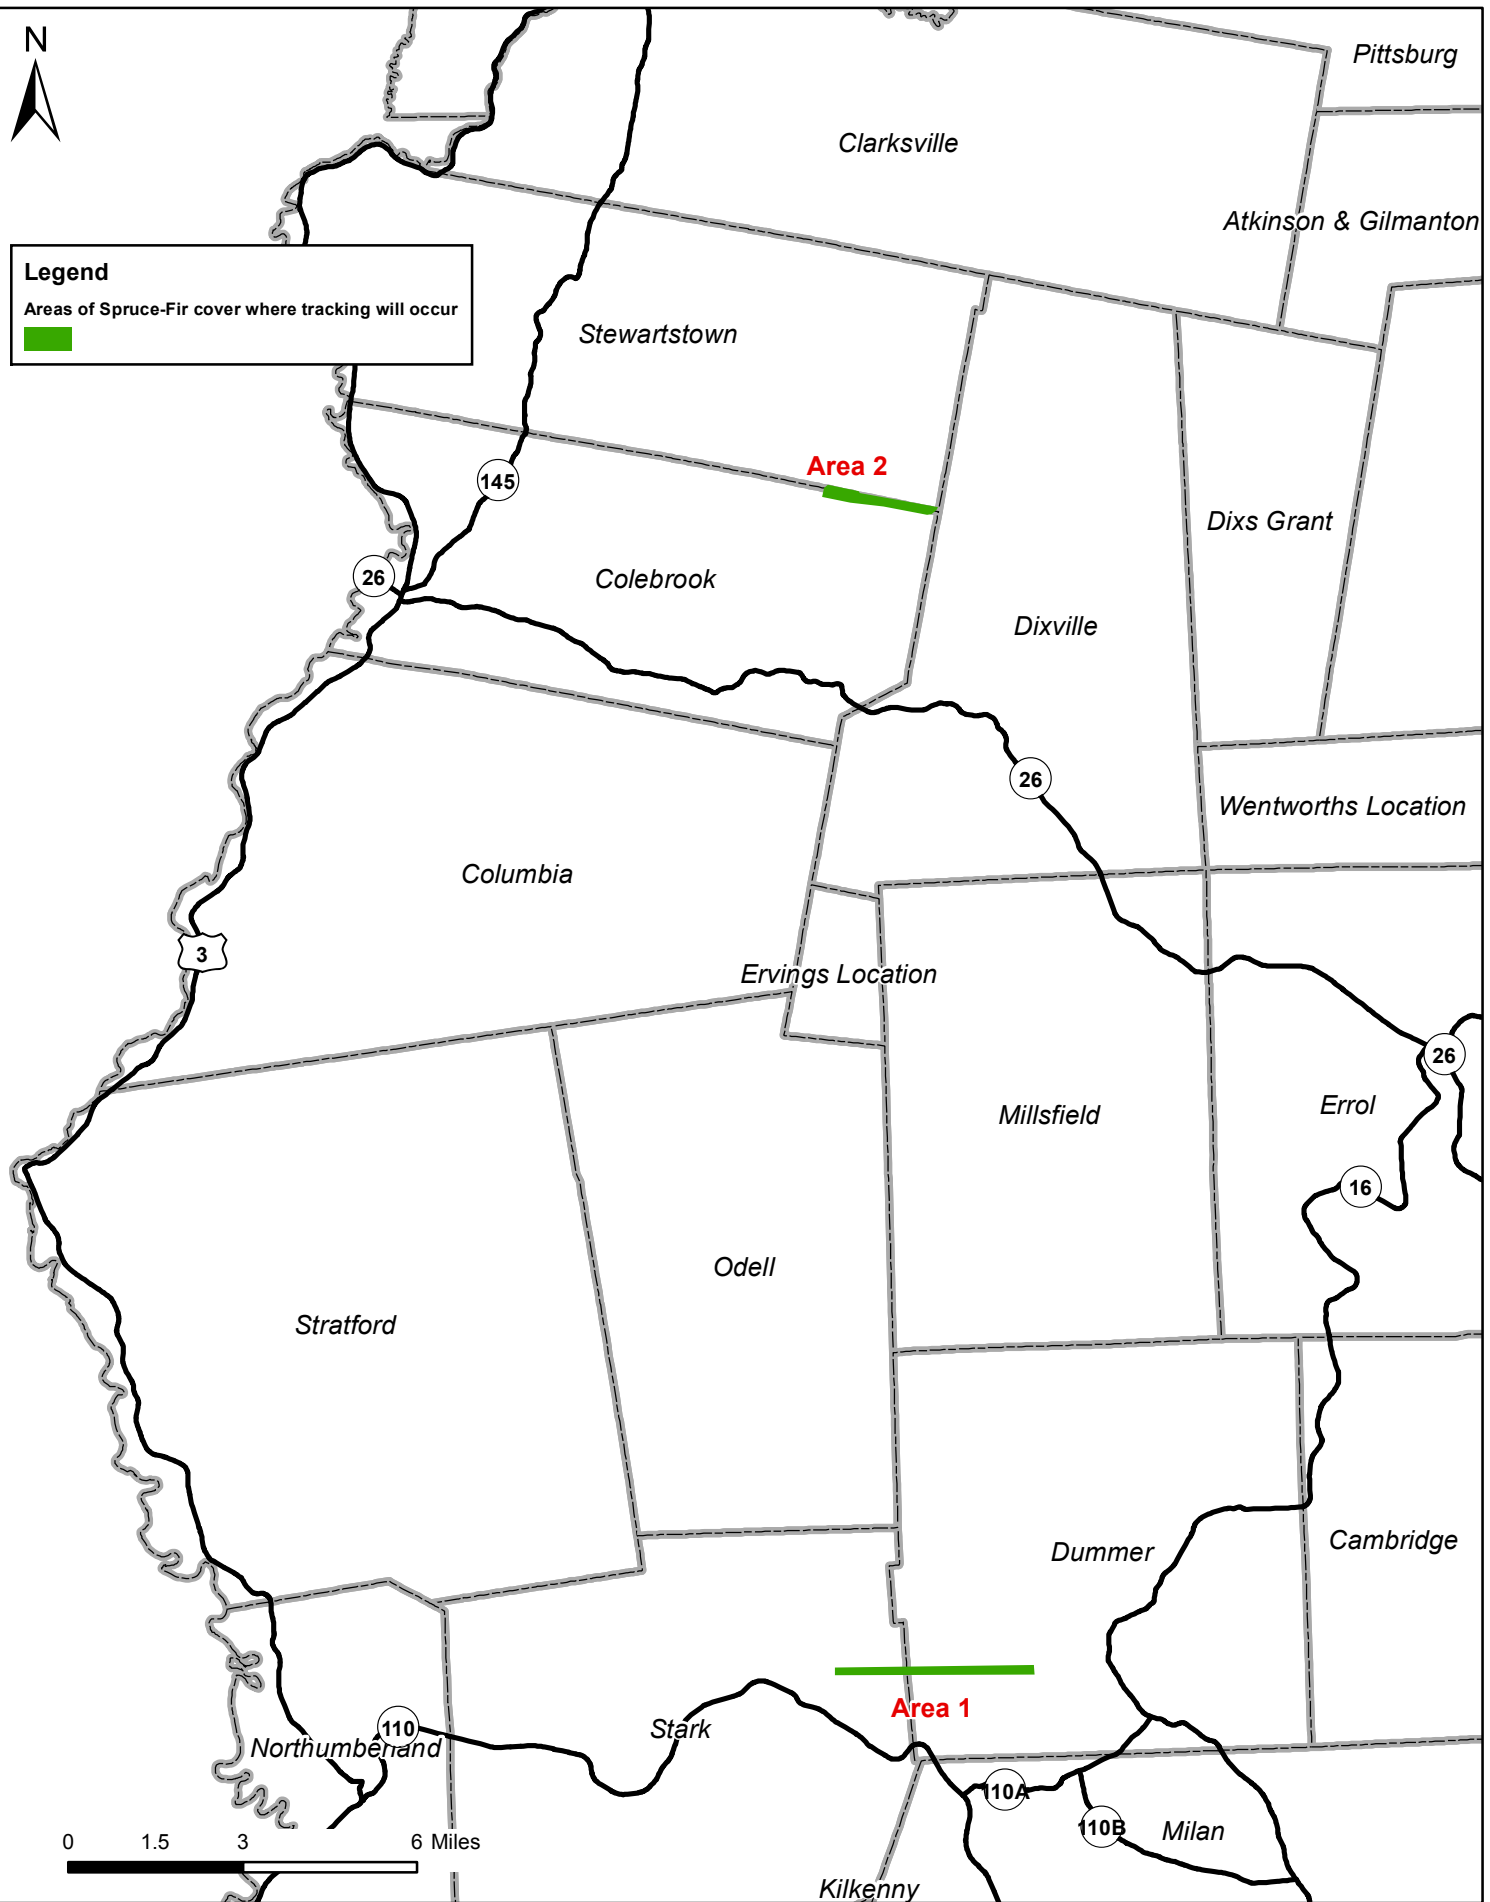 N
Pittsburg
Clarksville
Atkinson & Gilmanton
Legend
Areas of Spruce-Fir cover where tracking will occur
Stewartstown
Area 2
145
Dixs Grant
26
Colebrook
Dixville
26
Wentworths Location
Columbia
3
Ervings Location
26
Errol
Millsfield
16
Odell
Stratford
Cambridge
Dummer
Area 1
110
Stark
Northumberland
110A
110B
Milan
0 1.5 3 6 Miles
Kilkenny